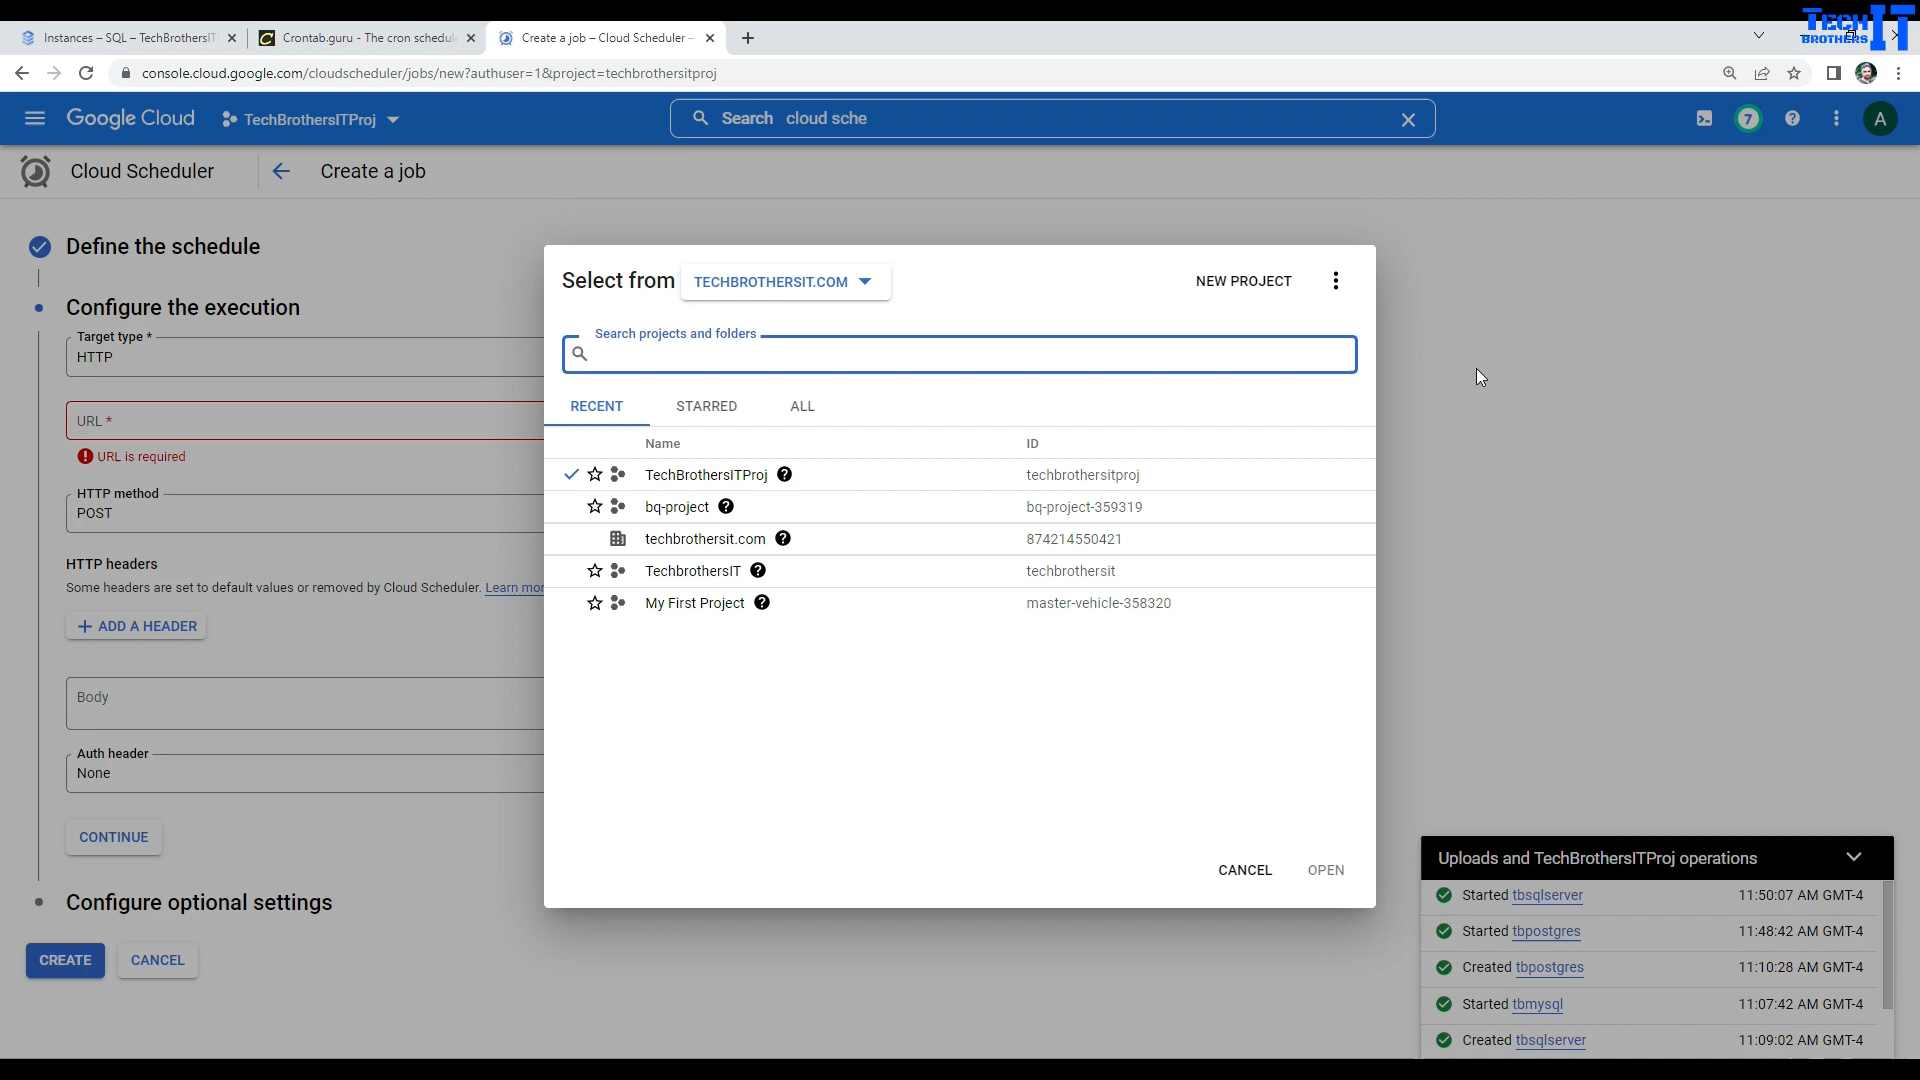 TECH IT
BROTHERS
Instances – SQL – TechBrothersIT
Crontab.guru - The cron schedule
Create a job – Cloud Scheduler –
console.cloud.google.com/cloudscheduler/jobs/new?authuser=1&project=techbrothersitproj
Google Cloud
TechBrothersITProj
Search cloud sche
7
A
Cloud Scheduler
Create a job
Define the schedule
Configure the execution
Target type *
HTTP
URL *
URL is required
HTTP method
POST
HTTP headers
Some headers are set to default values or removed by Cloud Scheduler. Learn mor
ADD A HEADER
Body
Auth header
None
CONTINUE
Configure optional settings
CREATE
CANCEL
Select from
TECHBROTHERSIT.COM
NEW PROJECT
Search projects and folders
RECENT
STARRED
ALL
Name ID
TechBrothersITProj techbrothersitproj
bq-project bq-project-359319
techbrothersit.com 874214550421
TechbrothersIT techbrothersit
My First Project master-vehicle-358320
CANCEL
OPEN
Uploads and TechBrothersITProj operations
Started tbsqlserver 11:50:07 AM GMT-4
Started tbpostgres 11:48:42 AM GMT-4
Created tbpostgres 11:10:28 AM GMT-4
Started tbmysql 11:07:42 AM GMT-4
Created tbsqlserver 11:09:02 AM GMT-4